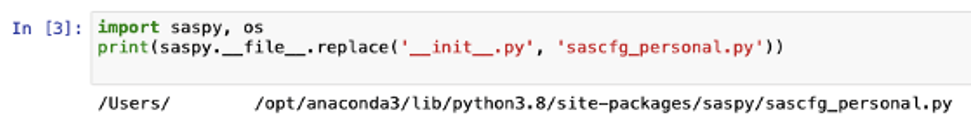 In [3]: import saspy, os
print(saspy.__file__.replace('__init__.py', 'sascfg_personal.py'))
/Users/ /opt/anaconda3/lib/python3.8/site-packages/saspy/sascfg_personal.py